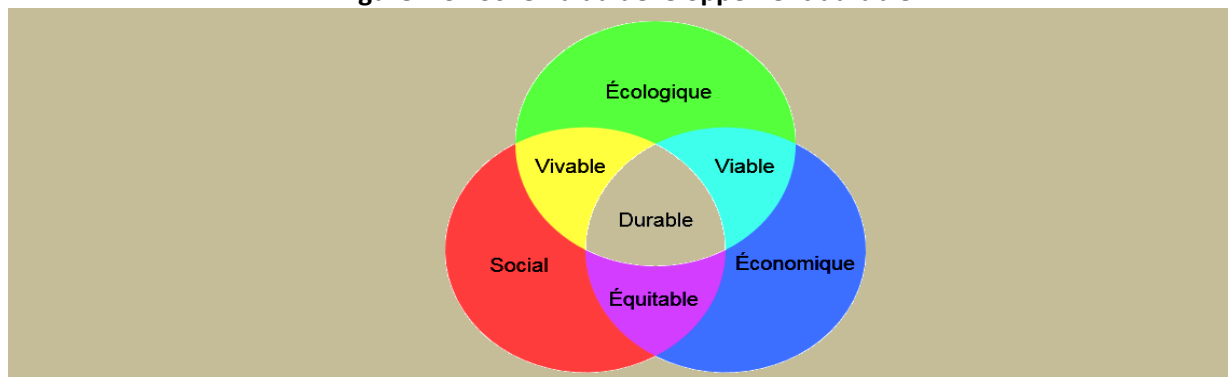 Écologique
Vivable
Viable
Durable
Social
Économique
Équitable